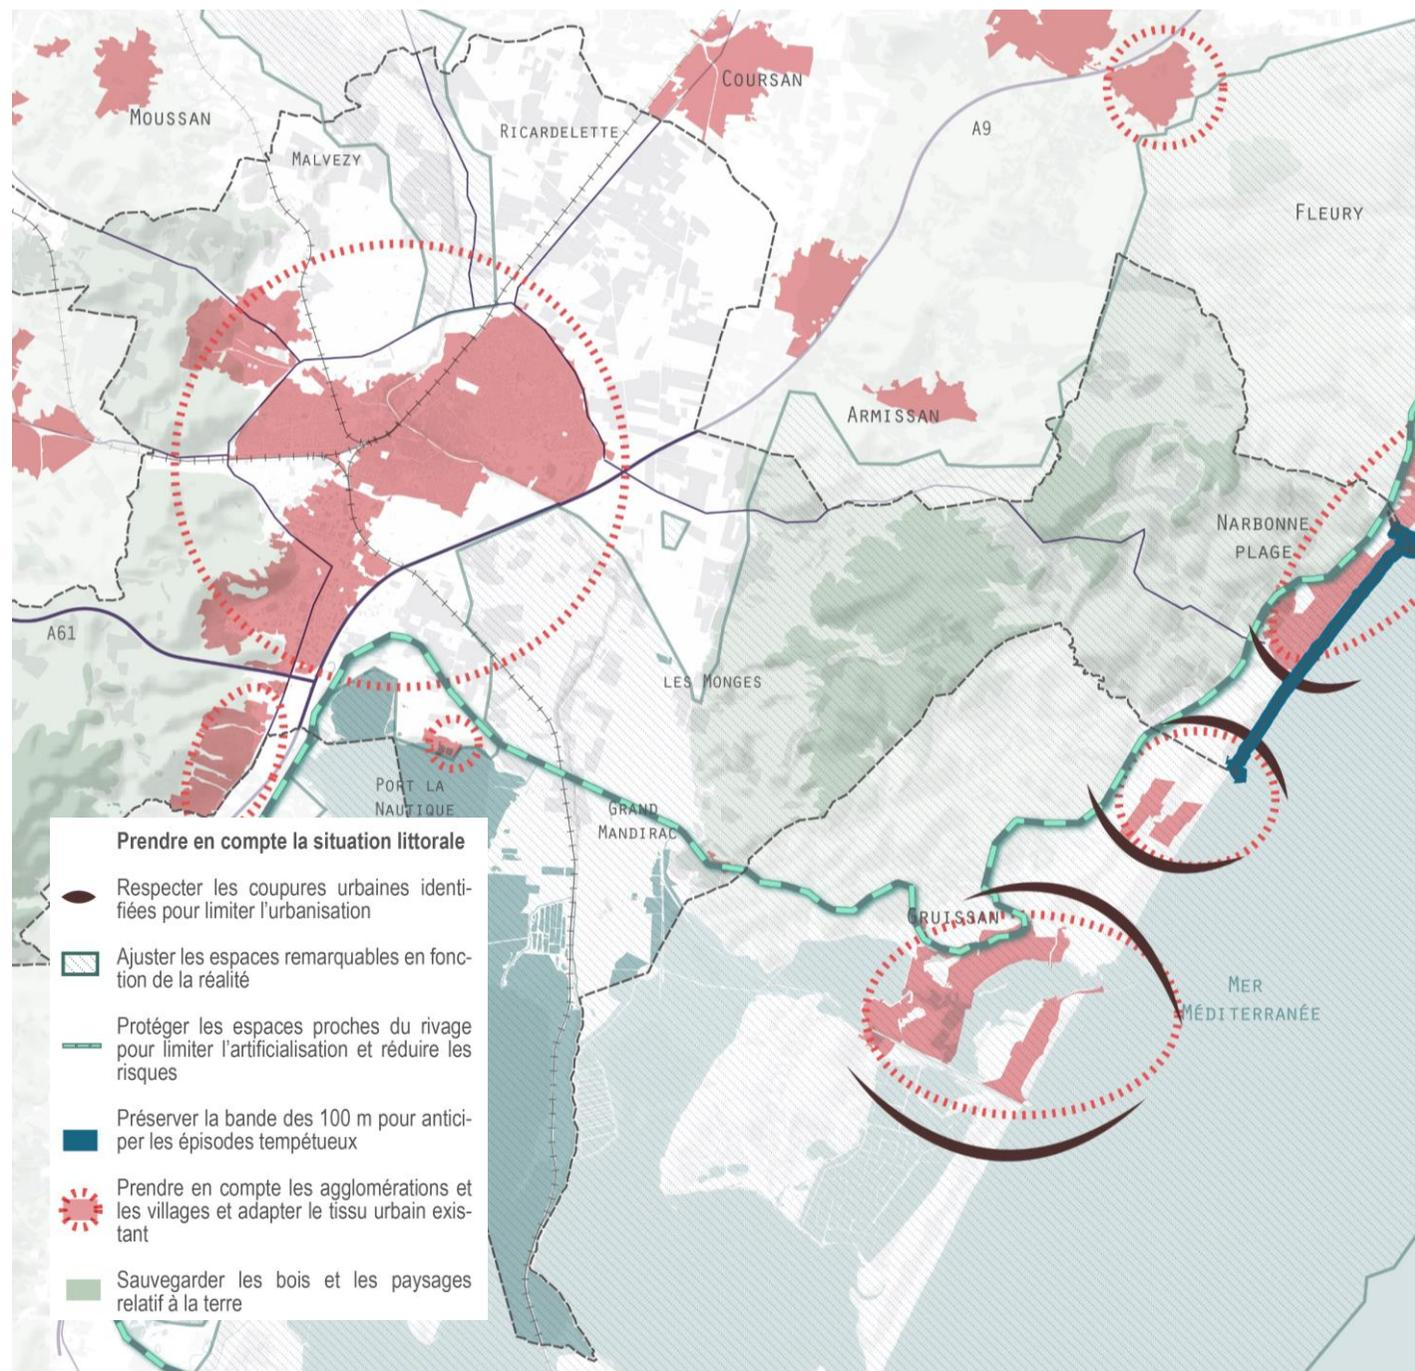 COURSAN
MOUSSAN
RICARDELETTE
A9
MALVEZY
FLEURY
ARMISSAN
NARBONNE
PLAGE
A61
LES MONGES
PORT LA
NAUTIQUE
GRAND
MANDIRAC
GRUISSAN
MER
MÉDITERRANÉE
Prendre en compte la situation littorale
Respecter les coupures urbaines identi-
fiées pour limiter l'urbanisation
Ajuster les espaces remarquables en fonc-
tion de la réalité
Protéger les espaces proches du rivage
pour limiter l'artificialisation et réduire les
risques
Préserver la bande des 100 m pour antici-
per les épisodes tempétueux
Prendre en compte les agglomérations et
les villages et adapter le tissu urbain exis-
tant
Sauvegarder les bois et les paysages
relatif à la terre